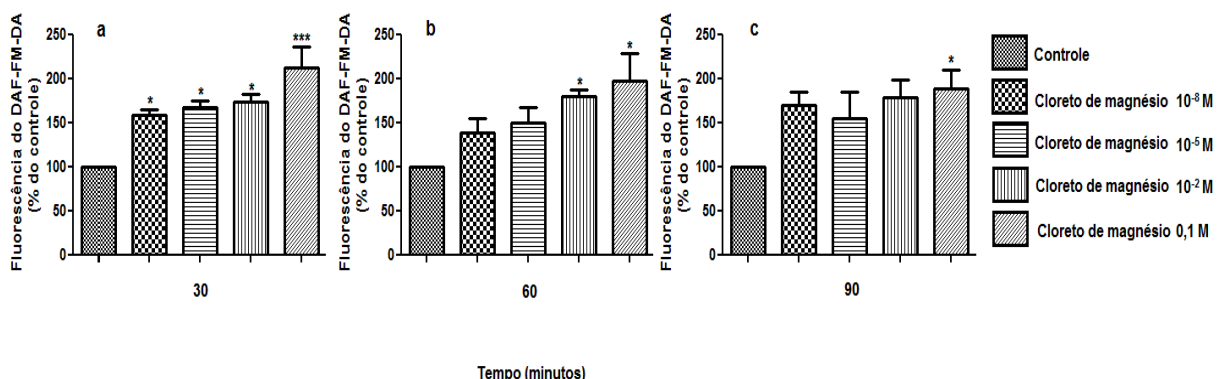 a
Fluorescência do DAF-FM-DA
(% do controle)
250
200
150
100
50
0
*
*
*
***
30
b
Fluorescência do DAF-FM-DA
(% do controle)
250
200
150
100
50
0
*
*
60
c
Fluorescência do DAF-FM-DA
(% do controle)
250
200
150
100
50
0
*
90
Controle
Cloreto de magnésio 10⁻⁸ M
Cloreto de magnésio 10⁻⁵ M
Cloreto de magnésio 10⁻² M
Cloreto de magnésio 0,1 M
Tempo (minutos)